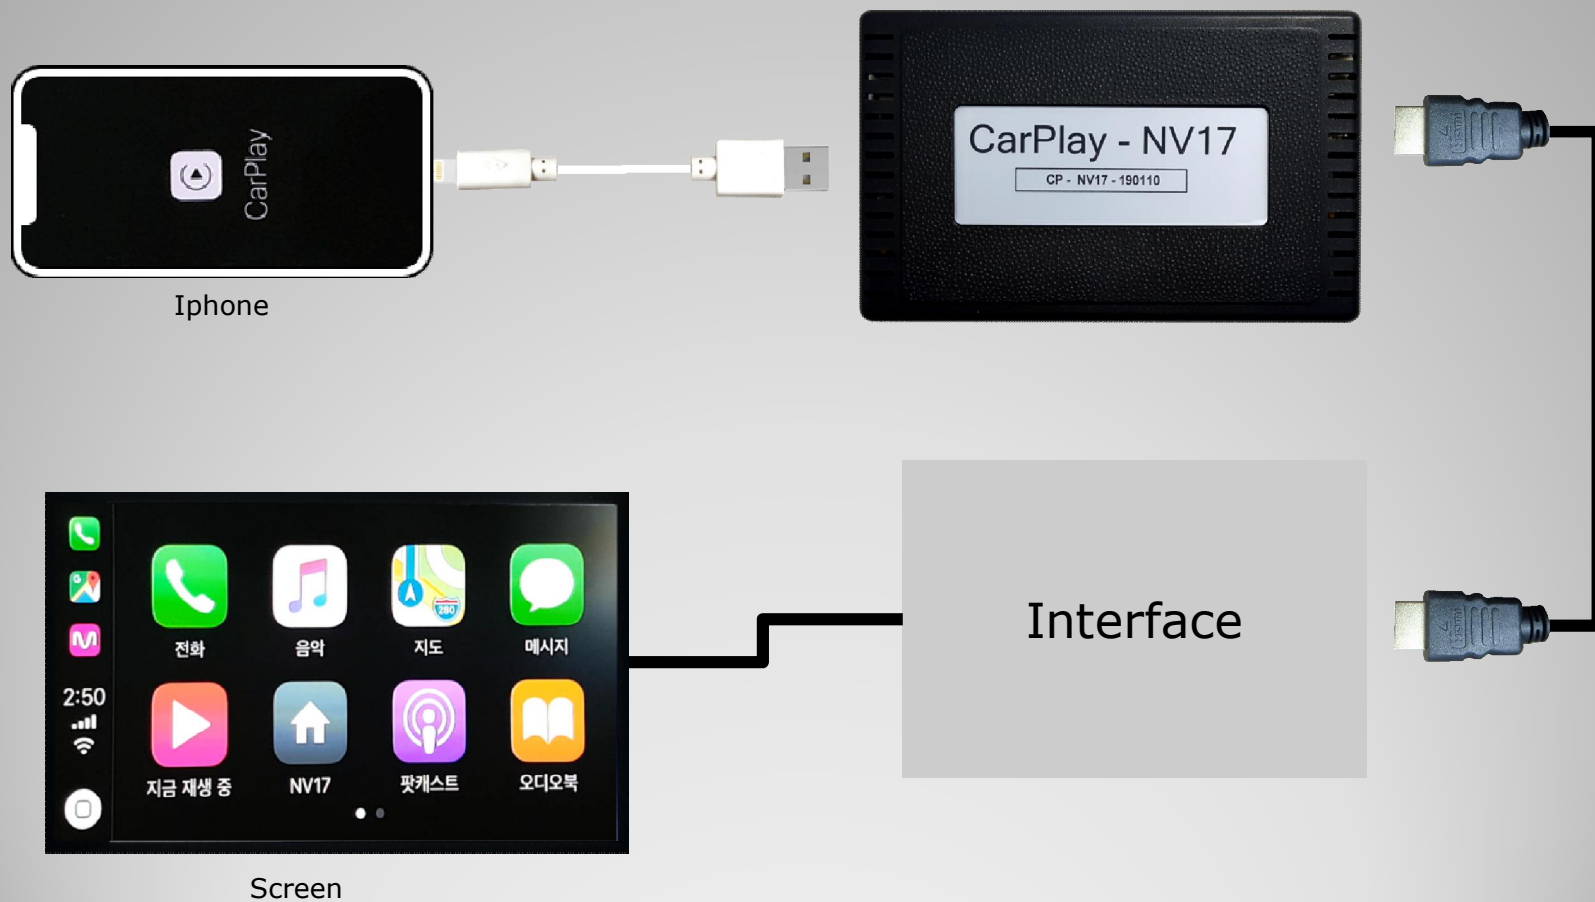 CarPlay
CarPlay - NV17
CP - NV17 - 190110
Iphone
Interface
280
전화
음악
지도
메시지
2:50
지금 재생 중
NV17
팟캐스트
오디오북
Screen